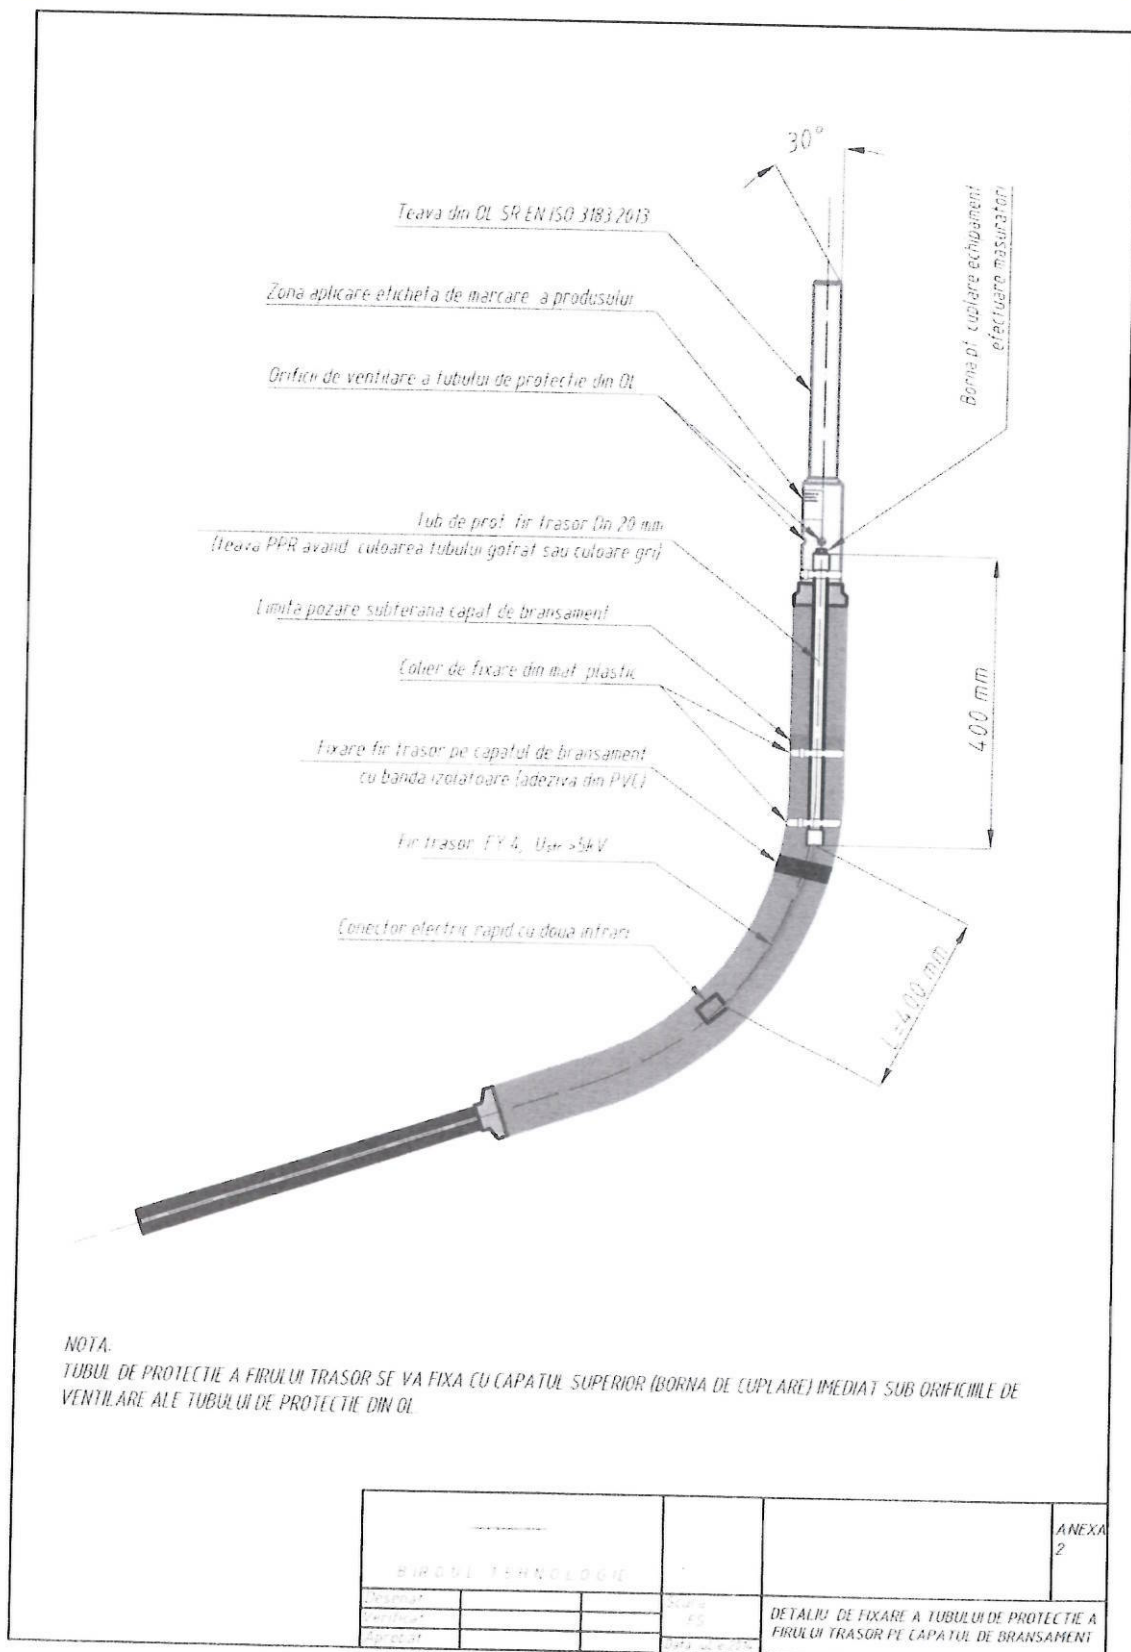 30°
Teava din OL SR EN ISO 3183:2013
Borna pt cuplare echipament
efectuare masuratori
Zona aplicare eticheta de marcare a produsului
Orificii de ventilare a tubului de protectie din OL
Tub de prot. fir trasor Dn 20 mm
(teava PPR avand culoarea tubului gofrat sau culoare gri)
Limita pozare subterana capat de bransament
Colier de fixare din mat. plastic
400 mm
Fixare fir trasor pe capatul de bransament
cu banda izolatoare (adeziva din PVC)
Fir trasor FY 4, Ustr >5kV
Conector electric rapid cu doua intrari
L=400 mm
NOTA:
TUBUL DE PROTECTIE A FIRULUI TRASOR SE VA FIXA CU CAPATUL SUPERIOR (BORNA DE CUPLARE) IMEDIAT SUB ORIFICIILE DE
VENTILARE ALE TUBULUI DE PROTECTIE DIN OL
ANEXA
2
BIROUL TEHNOLOGIE
Desenat
Verificat
Aprobat
Scara
DETALIU DE FIXARE A TUBULUI DE PROTECTIE A
FIRULUI TRASOR PE CAPATUL DE BRANSAMENT